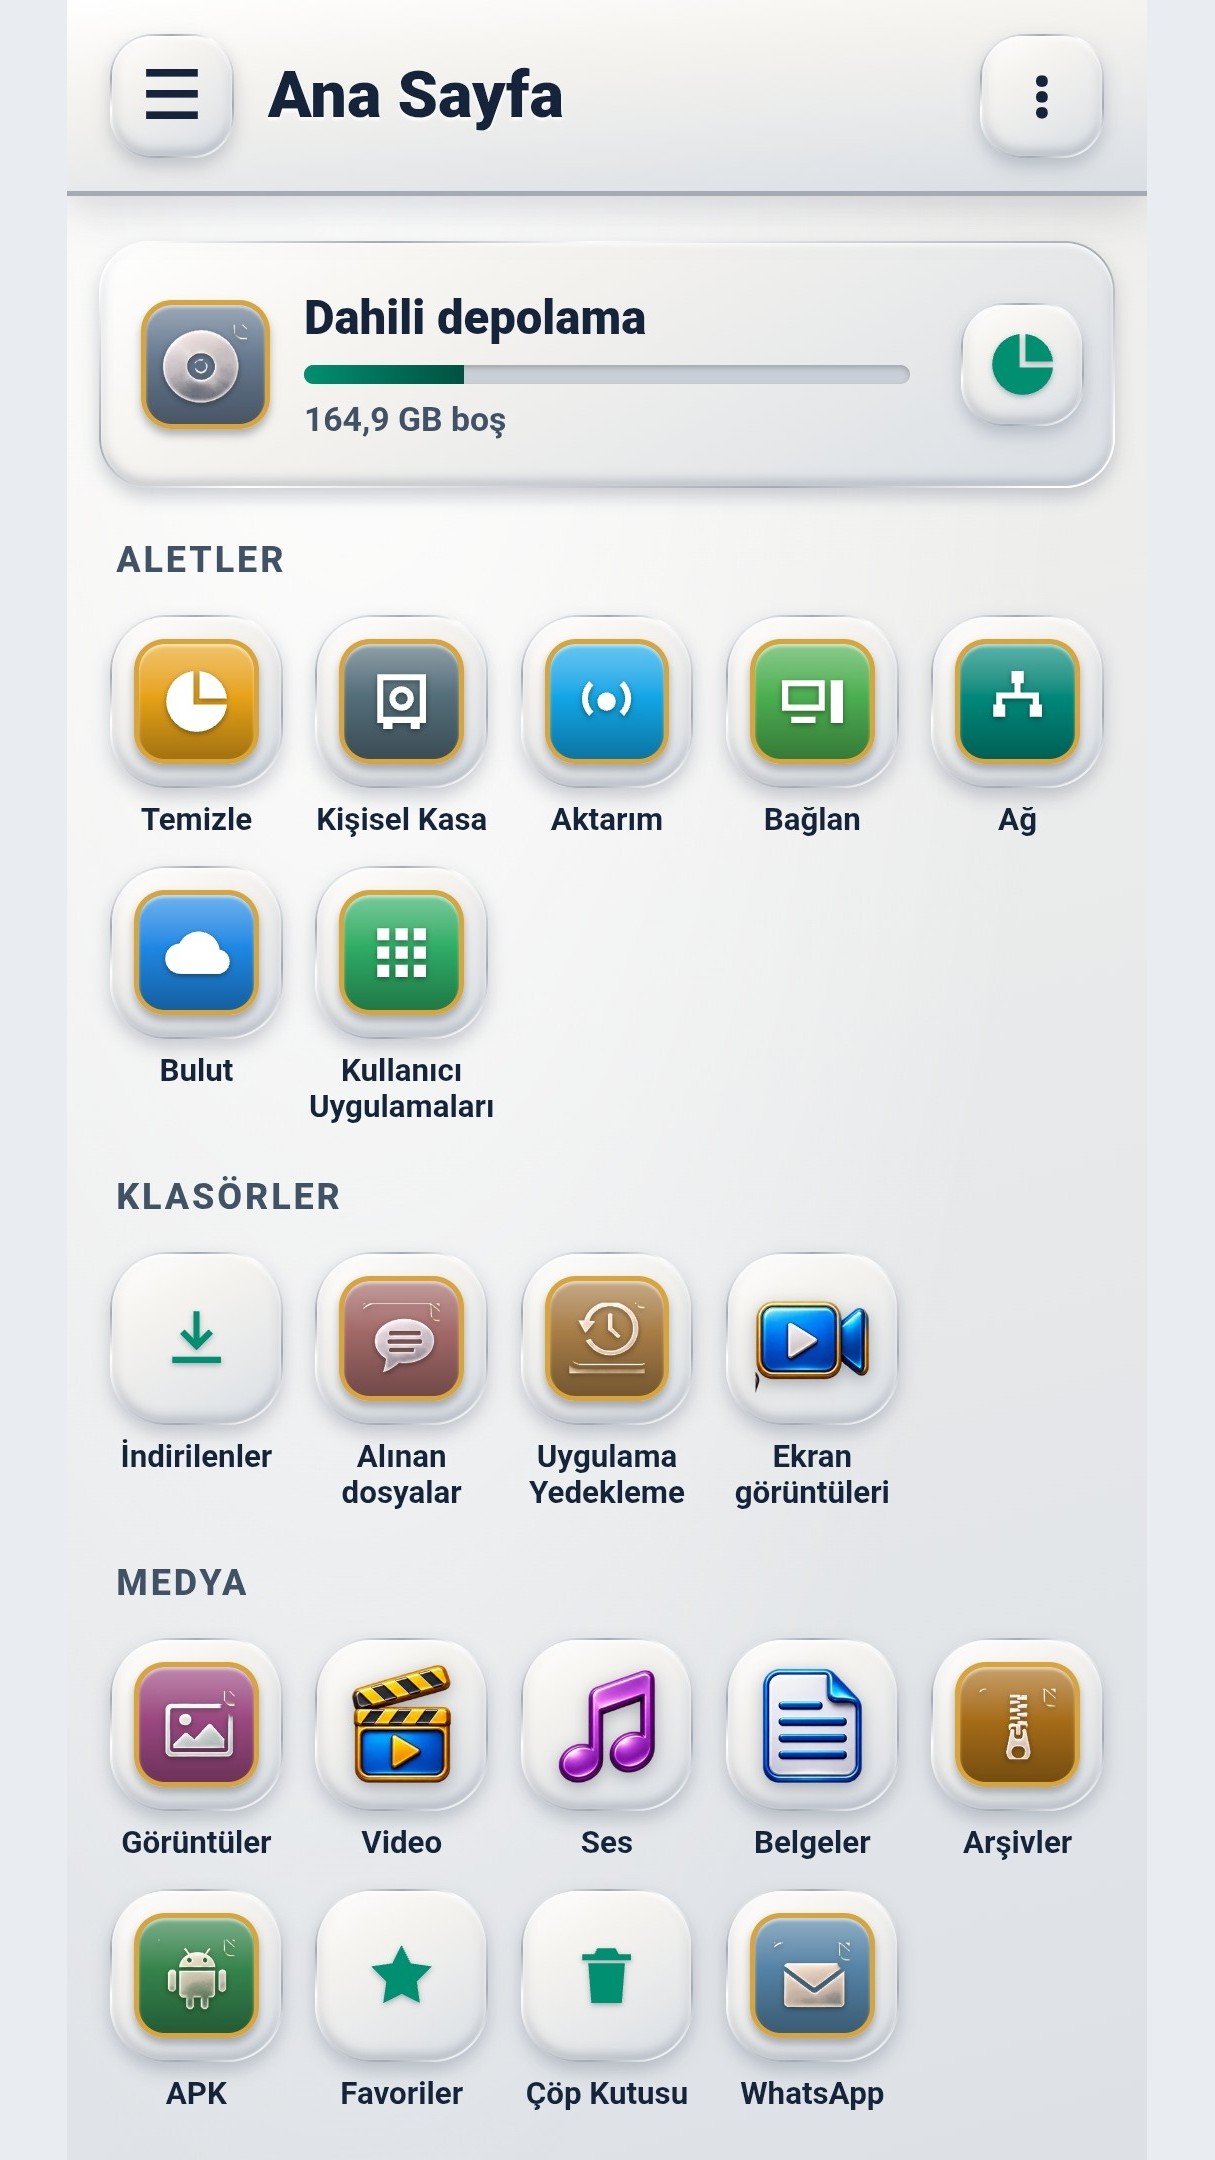 Ana Sayfa
Dahili depolama
164,9 GB boş
ALETLER
Temizle
Kişisel Kasa
Aktarım
Bağlan
Ağ
Bulut
Kullanıcı
Uygulamaları
KLASÖRLER
İndirilenler
Alınan
dosyalar
Uygulama
Yedekleme
Ekran
görüntüleri
MEDYA
Görüntüler
Video
Ses
Belgeler
Arşivler
APK
Favoriler
Çöp Kutusu
WhatsApp